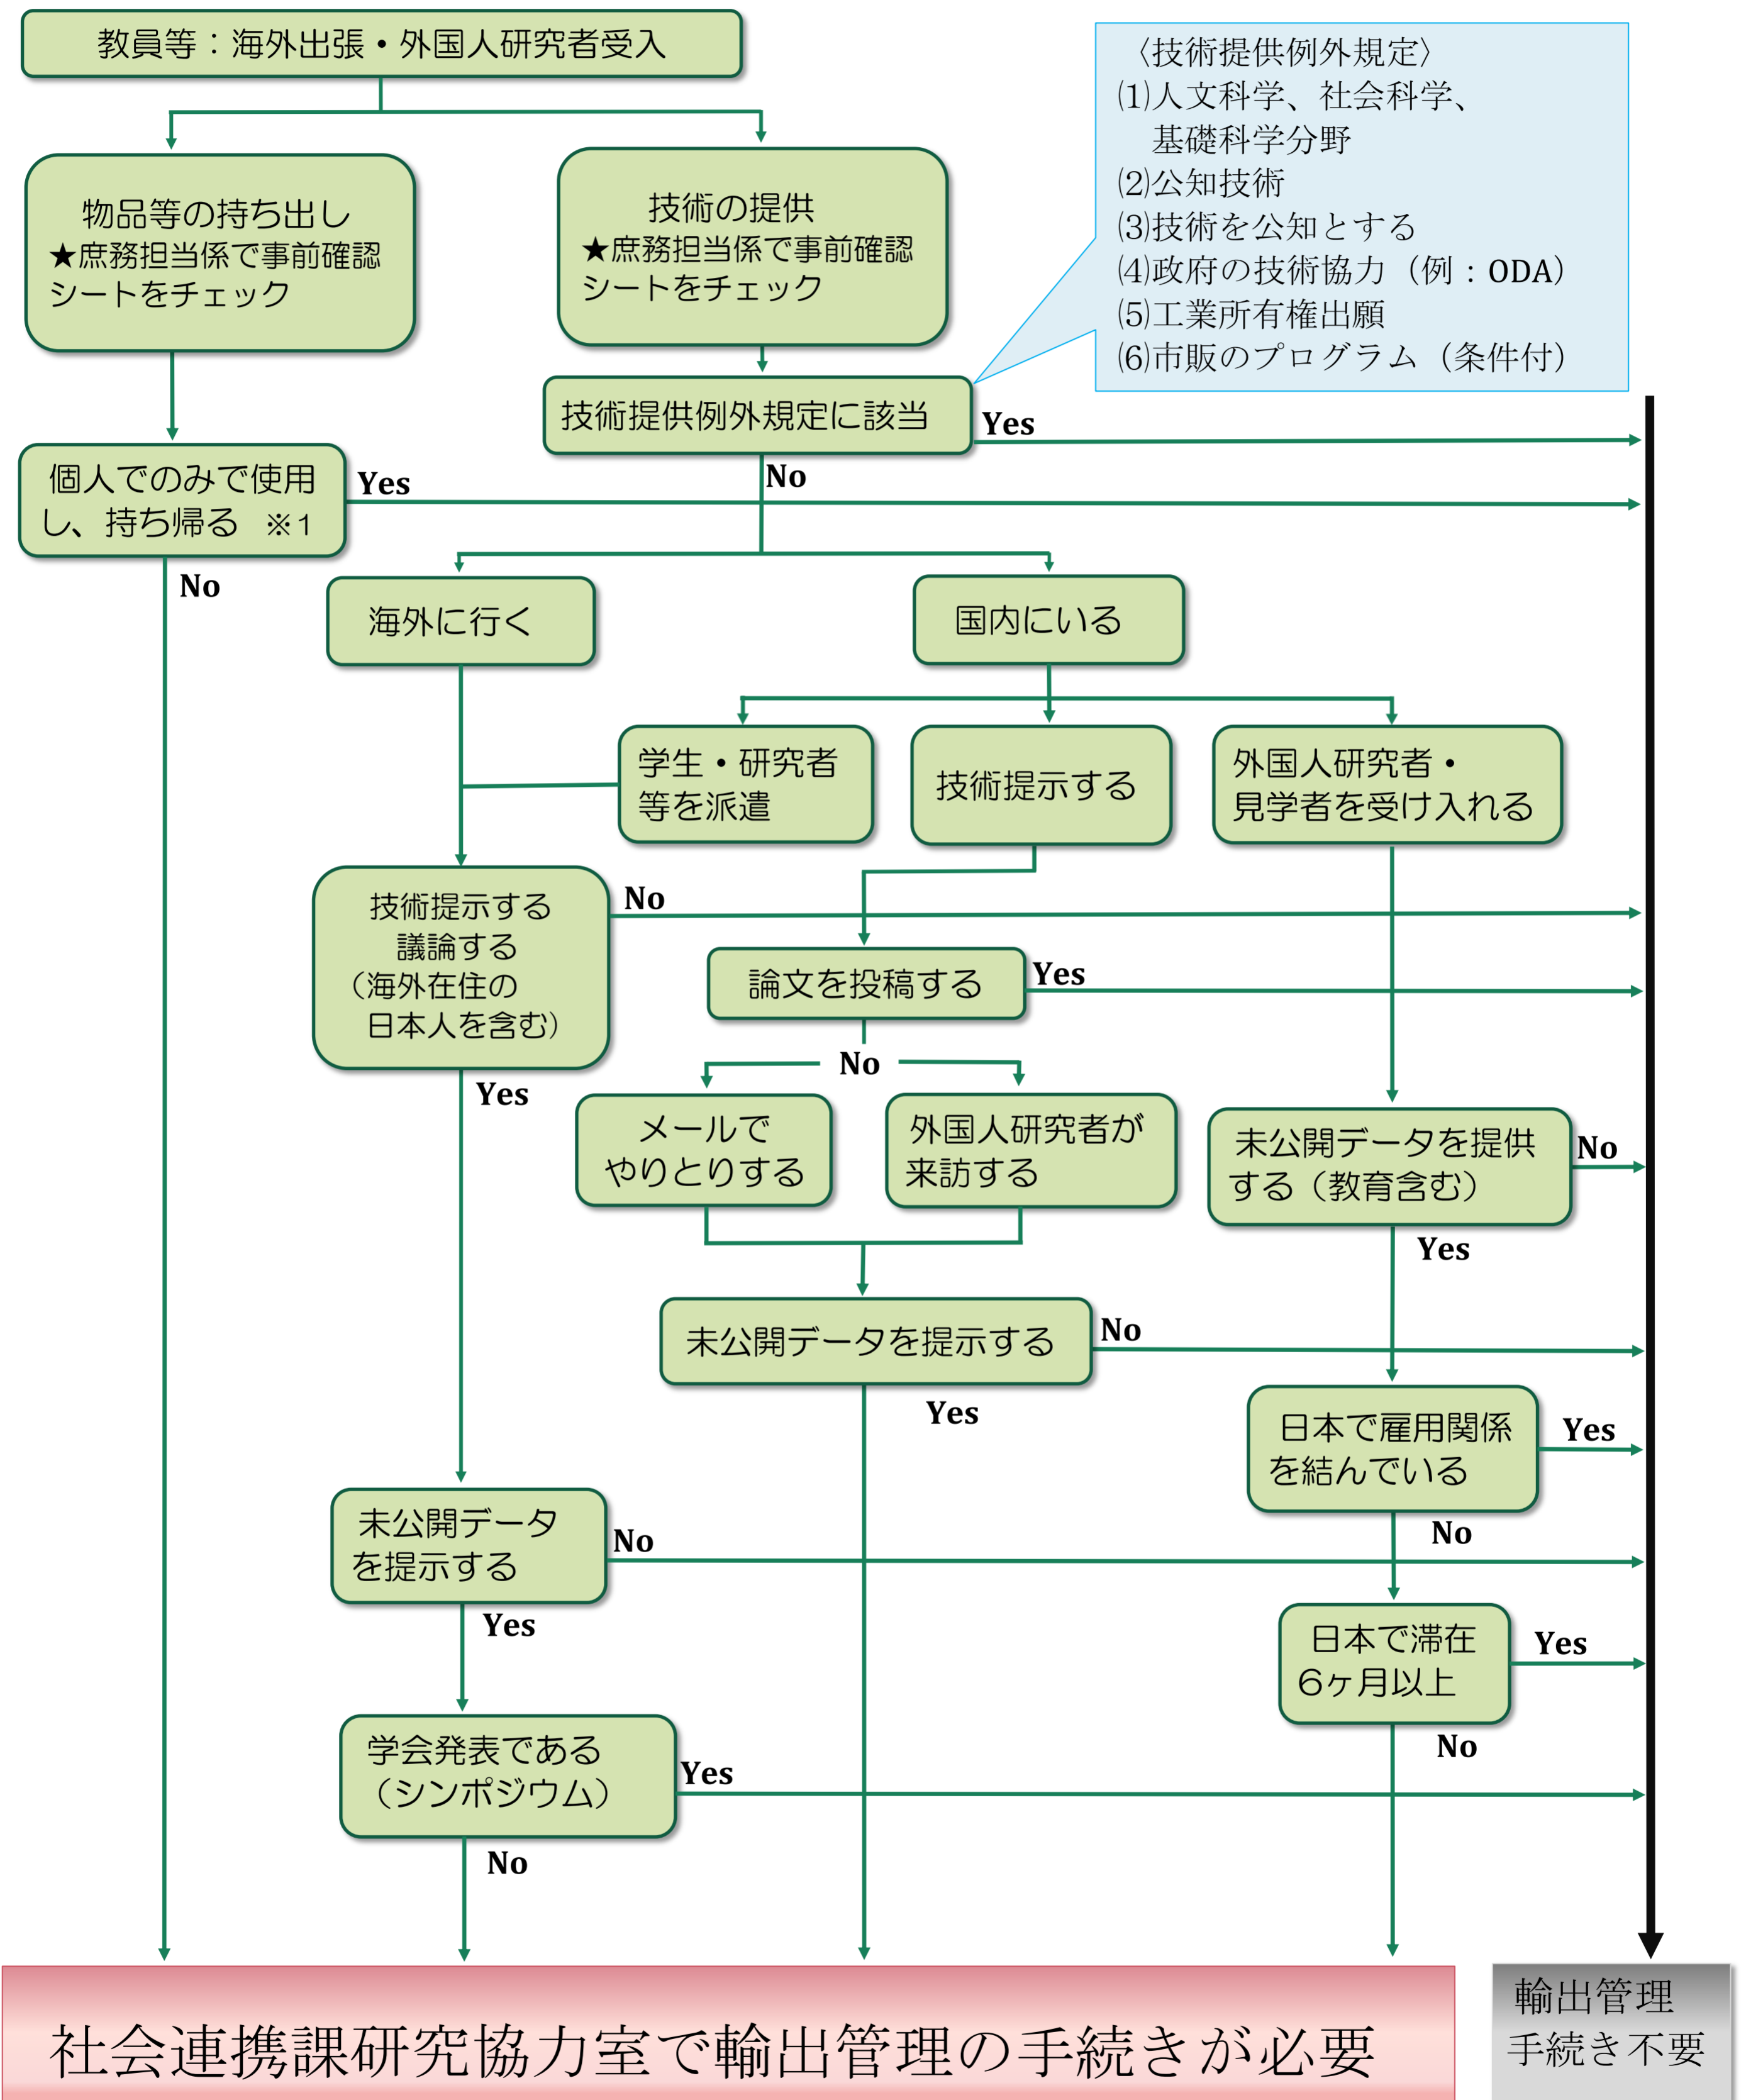 教員等：海外出張・外国人研究者受入
〈技術提供例外規定〉
⑴人文科学、社会科学、
基礎科学分野
⑵公知技術
⑶技術を公知とする
⑷政府の技術協力（例：ODA）
⑸工業所有権出願
⑹市販のプログラム（条件付）
物品等の持ち出し
★庶務担当係で事前確認
シートをチェック
技術の提供
★庶務担当係で事前確認
シートをチェック
技術提供例外規定に該当
Yes
No
個人でのみで使用
し、持ち帰る ※1
Yes
No
海外に行く
国内にいる
学生・研究者
等を派遣
技術提示する
外国人研究者・
見学者を受け入れる
技術提示する
議論する
（海外在住の
日本人を含む）
No
Yes
論文を投稿する
Yes
No
メールで
やりとりする
外国人研究者が
来訪する
未公開データを提供
する（教育含む）
No
Yes
未公開データを提示する
No
Yes
日本で雇用関係
を結んでいる
Yes
No
未公開データ
を提示する
No
Yes
日本で滞在
6ヶ月以上
Yes
No
学会発表である
（シンポジウム）
Yes
No
社会連携課研究協力室で輸出管理の手続きが必要
輸出管理
手続き不要